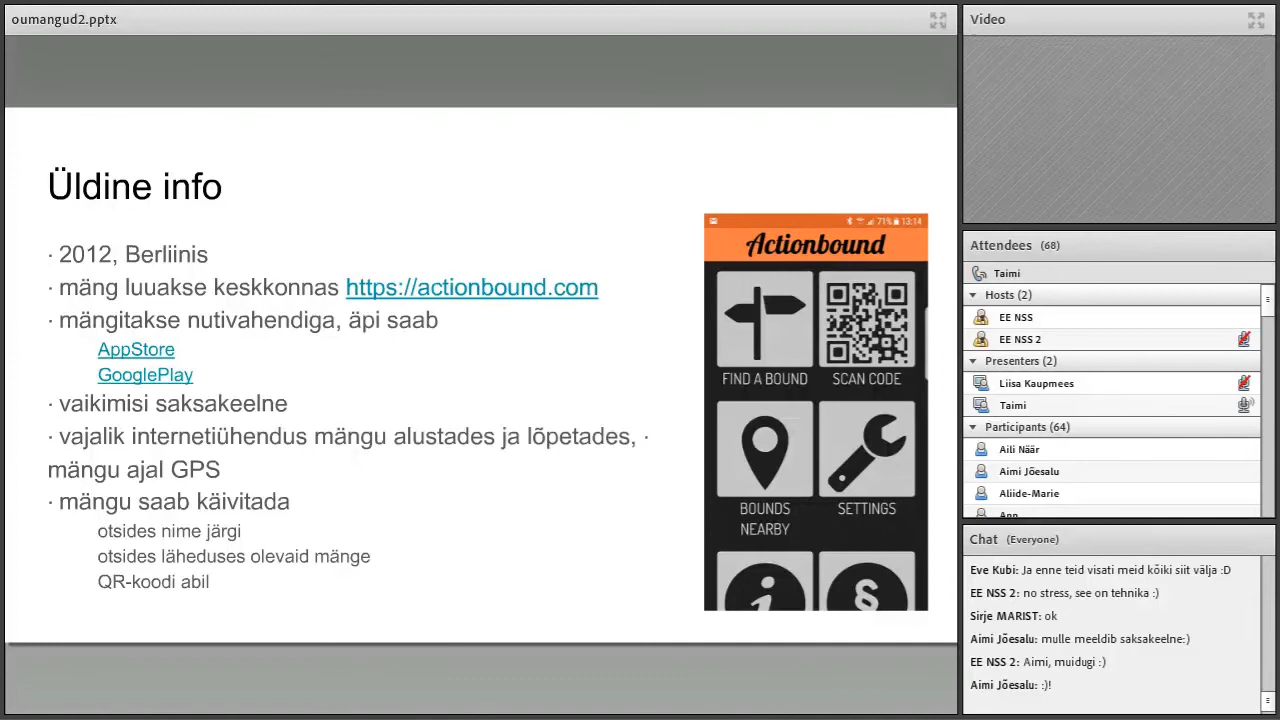 oumangud2.pptx
Üldine info
· 2012, Berliinis
· mäng luuakse keskkonnas https://actionbound.com
· mängitakse nutivahendiga, äpi saab
AppStore
GooglePlay
· vaikimisi saksakeelne
· vajalik internetiühendus mängu alustades ja lõpetades, ·
mängu ajal GPS
· mängu saab käivitada
otsides nime järgi
otsides läheduses olevaid mänge
QR-koodi abil
71% 13:14
Actionbound
FIND A BOUND
SCAN CODE
BOUNDS
NEARBY
SETTINGS
Video
Attendees (68)
Taimi
Hosts (2)
EE NSS
EE NSS 2
Presenters (2)
Liisa Kaupmees
Taimi
Participants (64)
Aili Näär
Aimi Jõesalu
Aliide-Marie
Chat (Everyone)
Eve Kubi: Ja enne teid visati meid kõiki siit välja :D
EE NSS 2: no stress, see on tehnika :)
Sirje MARIST: ok
Aimi Jõesalu: mulle meeldib saksakeelne:)
EE NSS 2: Aimi, muidugi :)
Aimi Jõesalu: :)!